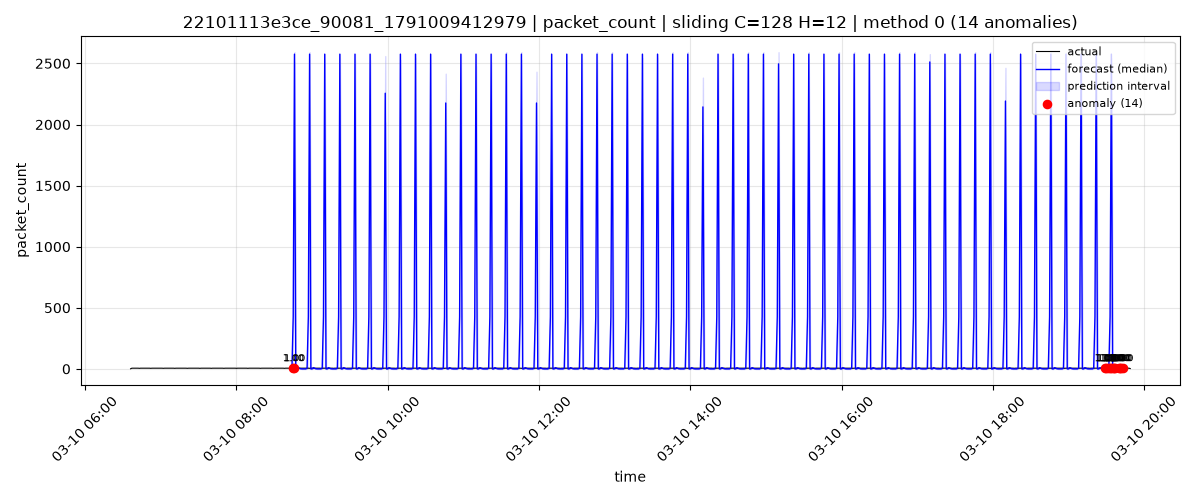 22101113e3ce_90081_1791009412979 | packet_count | sliding C=128 H=12 | method 0 (14 anomalies)
packet_count
2500
2000
1500
1000
500
0
actual
forecast (median)
prediction interval
anomaly (14)
03-10 06:00
03-10 08:00
03-10 10:00
03-10 12:00
03-10 14:00
03-10 16:00
03-10 18:00
03-10 20:00
time